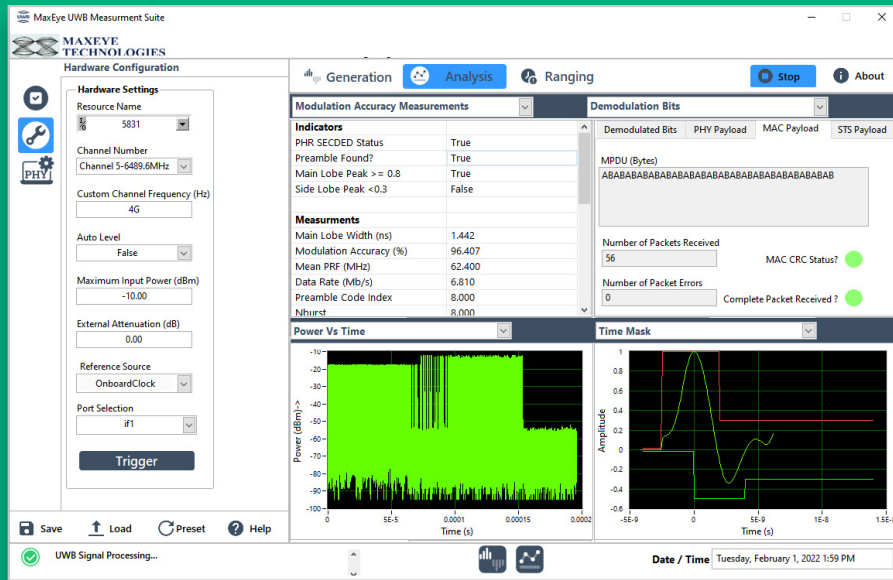 MaxEye UWB Measurment Suite
MAXEYE
TECHNOLOGIES
Hardware Configuration
Hardware Settings
Resource Name
5831
Channel Number
Channel 5-6489.6MHz
Custom Channel Frequency (Hz)
4G
Auto Level
False
Maximum Input Power (dBm)
-10.00
External Attenuation (dB)
0.00
Reference Source
OnboardClock
Port Selection
if1
Trigger
PHY
Save Load Preset Help
Generation Analysis Ranging Stop About
Modulation Accuracy Measurements
Indicators
PHR SECDED Status True
Preamble Found? True
Main Lobe Peak >= 0.8 True
Side Lobe Peak <0.3 False
Measurments
Main Lobe Width (ns) 1.442
Modulation Accuracy (%) 96.407
Mean PRF (MHz) 62.400
Data Rate (Mb/s) 6.810
Preamble Code Index 8.000
Nburst 8.000
Demodulation Bits
Demodulated Bits PHY Payload MAC Payload STS Payload
MPDU (Bytes)
ABABABABABABABABABABABABABABABABABABABAB
Number of Packets Received
56
MAC CRC Status?
Number of Packet Errors
0
Complete Packet Received ?
Power Vs Time
Power (dBm)->
-10
-20
-30
-40
-50
-60
-70
-80
-90
-100
0 5E-5 0.0001 0.00015 0.0002
Time (s)
Time Mask
Amplitude
1
0.8
0.6
0.4
0.2
0
-0.2
-0.4
-0.6
-5E-9 0 5E-9 1E-8 1.5E-8
Time (s)
UWB Signal Processing...
Date / Time Tuesday, February 1, 2022 1:59 PM